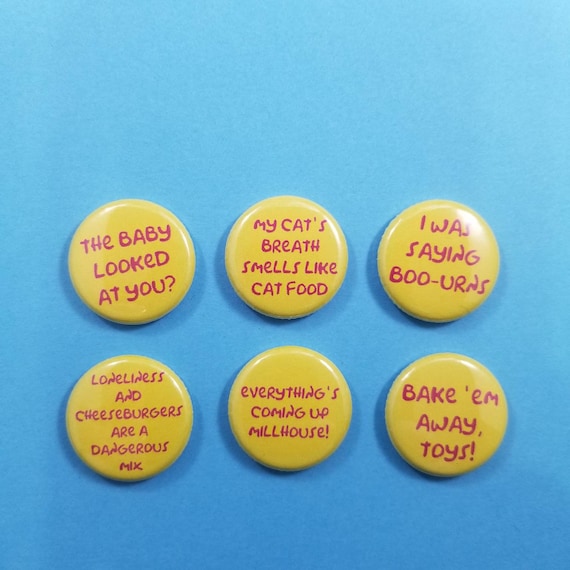 THE BABY
LOOKED
AT YOU?
MY CAT'S
BREATH
SMELLS LIKE
CAT FOOD
I WAS
SAYING
BOO-URNS
LONELINESS
AND
CHEESEBURGERS
ARE A
DANGEROUS
MIX
EVERYTHING'S
COMING UP
MILLHOUSE!
BAKE 'EM
AWAY,
TOYS!